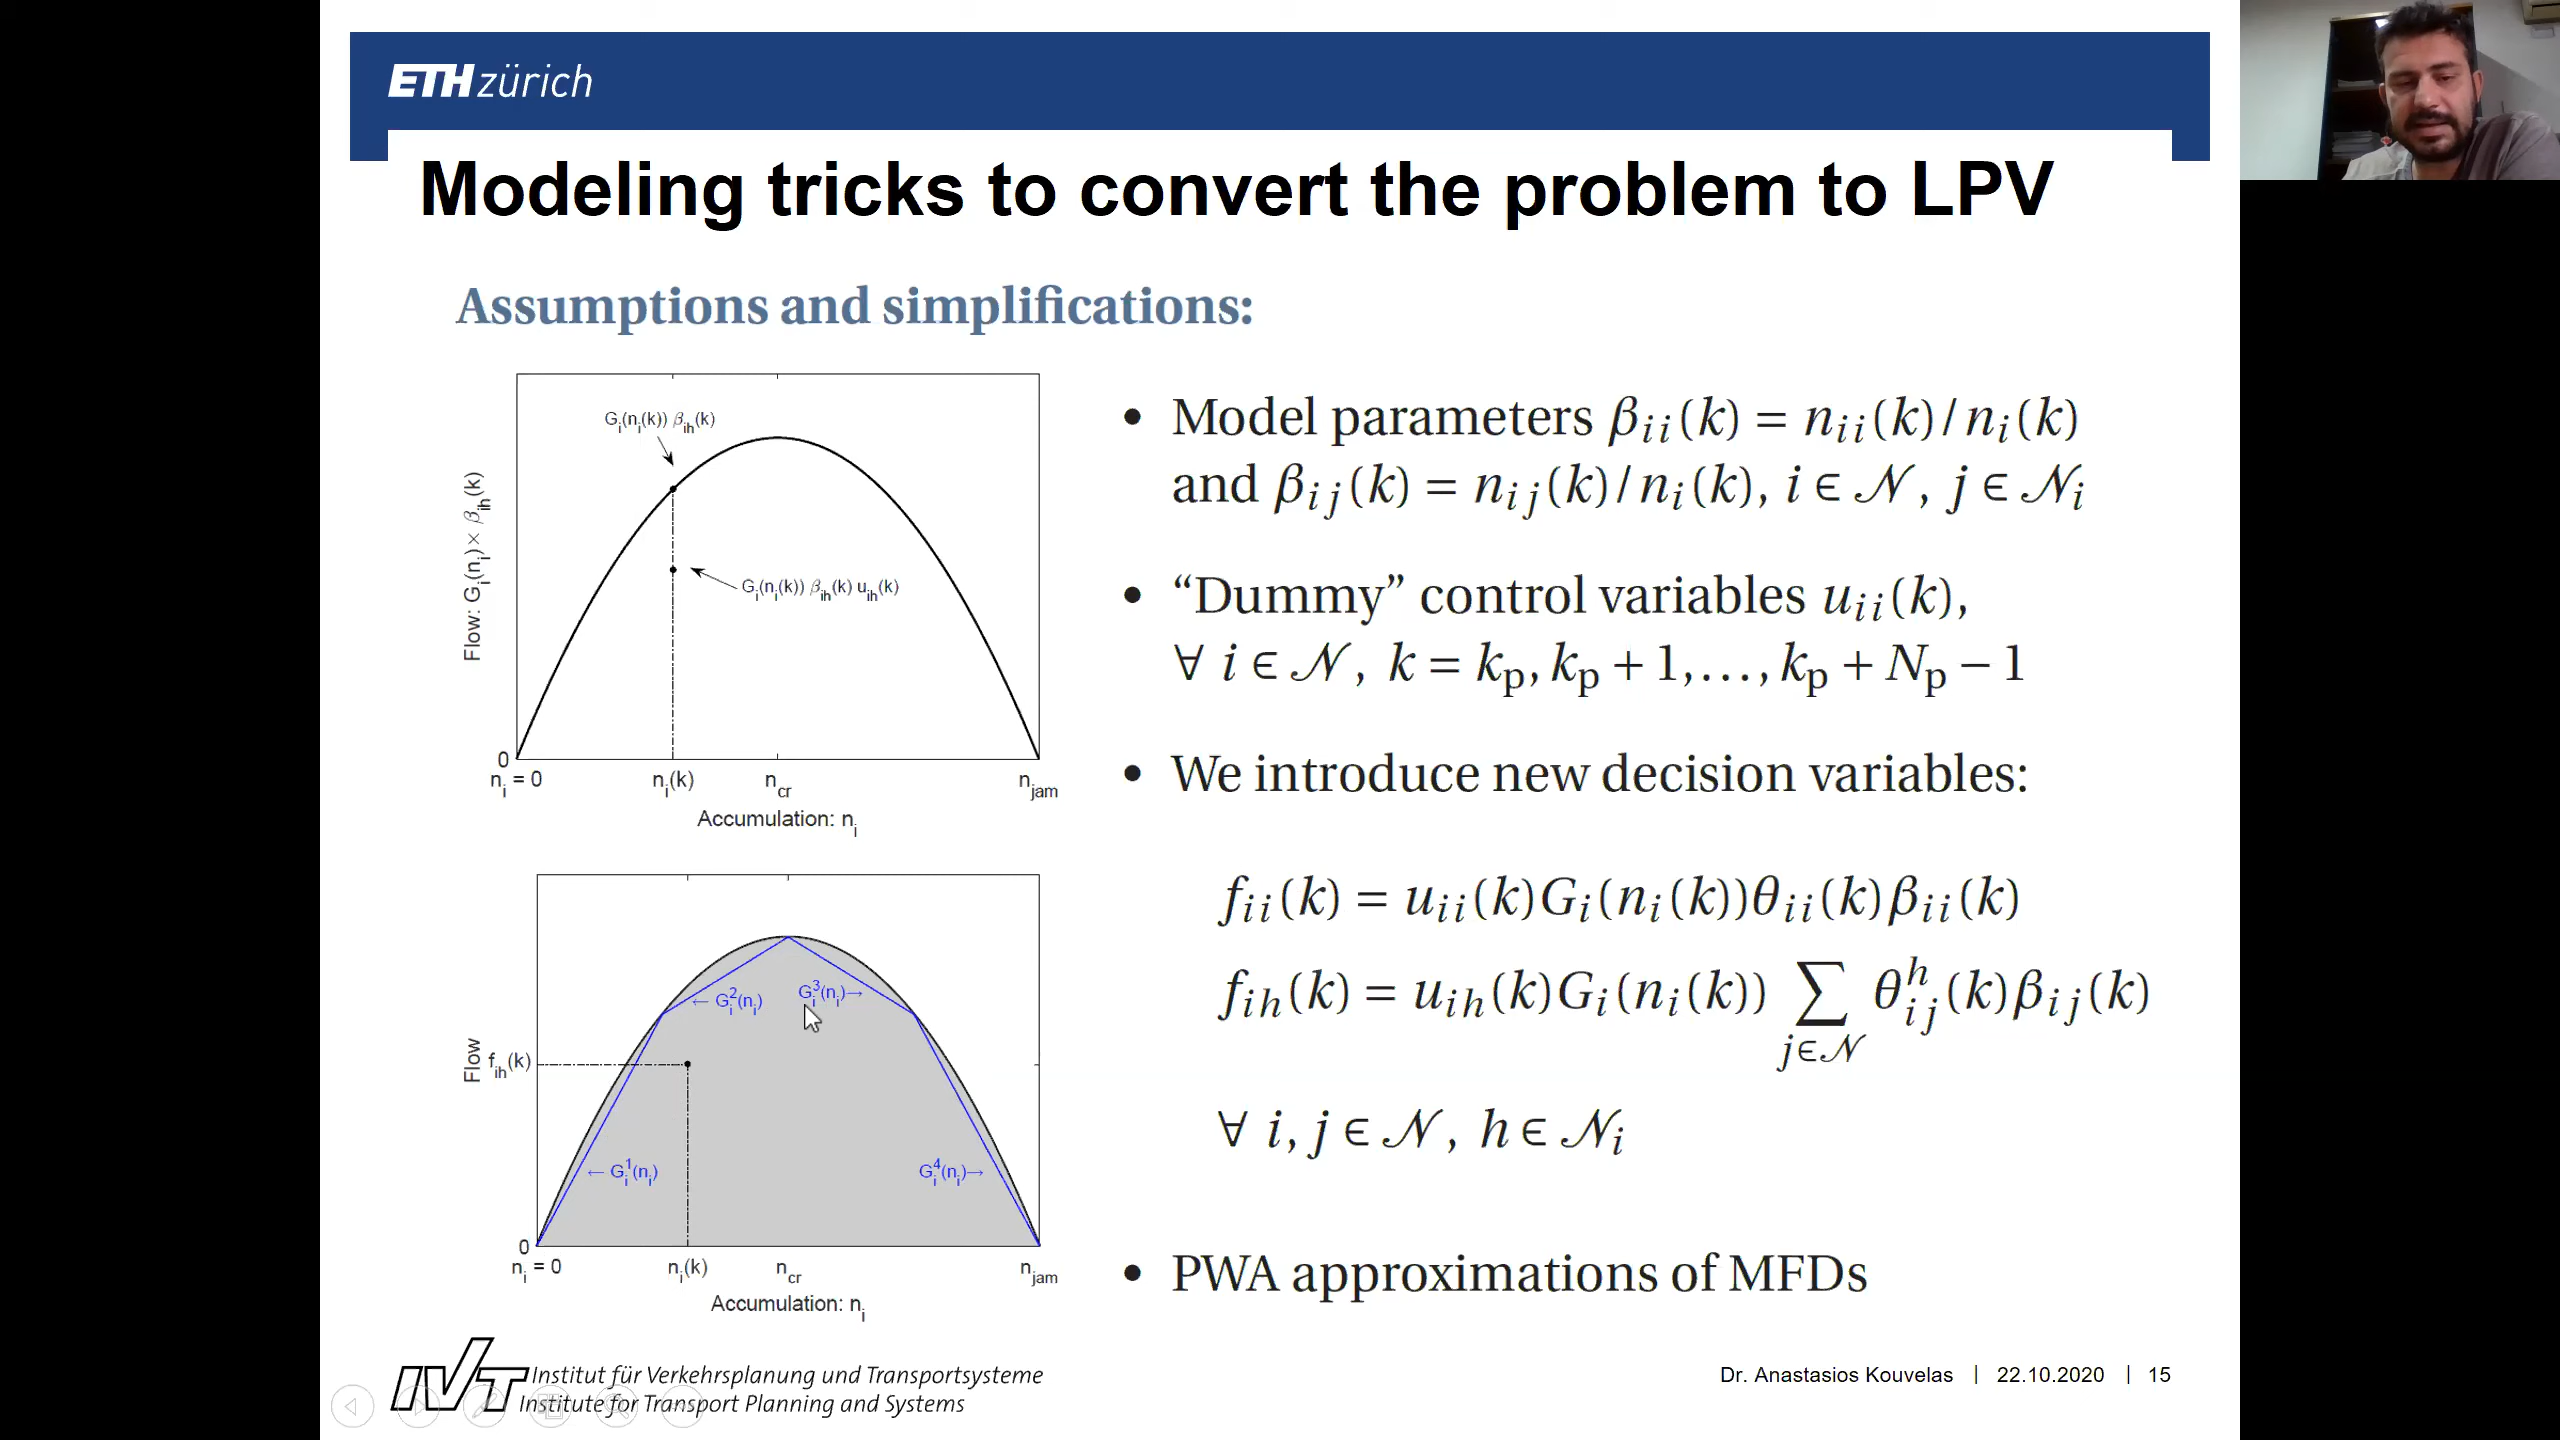 ETH zürich
Modeling tricks to convert the problem to LPV
Assumptions and simplifications:
G_i(n_i(k)) β_ih(k)
G_i(n_i(k)) β_ih(k) u_ih(k)
Flow: G_i(n_i) × β_ih(k)
0
n_i = 0 n_i(k) n_cr n_jam
Accumulation: n_i
← G_i^2(n_i) G_i^3(n_i)→
Flow
f_ih(k)
← G_i^1(n_i) G_i^4(n_i)→
0
n_i = 0 n_i(k) n_cr n_jam
Accumulation: n_i
• Model parameters β_ii(k) = n_ii(k)/n_i(k)
and β_ij(k) = n_ij(k)/n_i(k), i ∈ 𝒩, j ∈ 𝒩_i
• “Dummy” control variables u_ii(k),
∀ i ∈ 𝒩, k = k_p, k_p + 1,..., k_p + N_p − 1
• We introduce new decision variables:
f_ii(k) = u_ii(k)G_i(n_i(k))θ_ii(k)β_ii(k)
f_ih(k) = u_ih(k)G_i(n_i(k)) ∑_{j∈𝒩} θ_ij^h(k)β_ij(k)
∀ i, j ∈ 𝒩, h ∈ 𝒩_i
• PWA approximations of MFDs
IVT Institut für Verkehrsplanung und Transportsysteme
Institute for Transport Planning and Systems
Dr. Anastasios Kouvelas | 22.10.2020 | 15